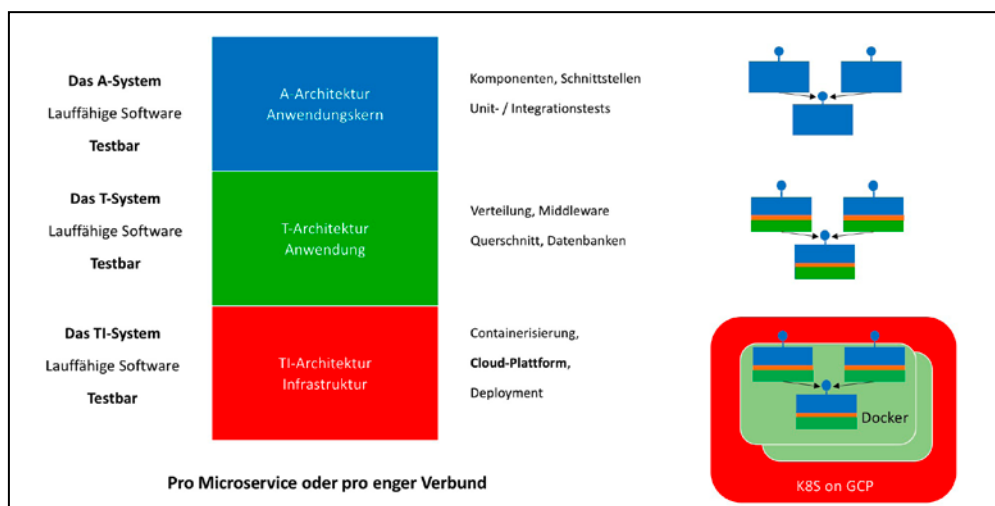 Das A-System
Lauffähige Software
Testbar
A-Architektur
Anwendungskern
Komponenten, Schnittstellen
Unit- / Integrationstests
Das T-System
Lauffähige Software
Testbar
T-Architektur
Anwendung
Verteilung, Middleware
Querschnitt, Datenbanken
Das TI-System
Lauffähige Software
Testbar
TI-Architektur
Infrastruktur
Containerisierung,
Cloud-Plattform,
Deployment
Docker
K8S on GCP
Pro Microservice oder pro enger Verbund